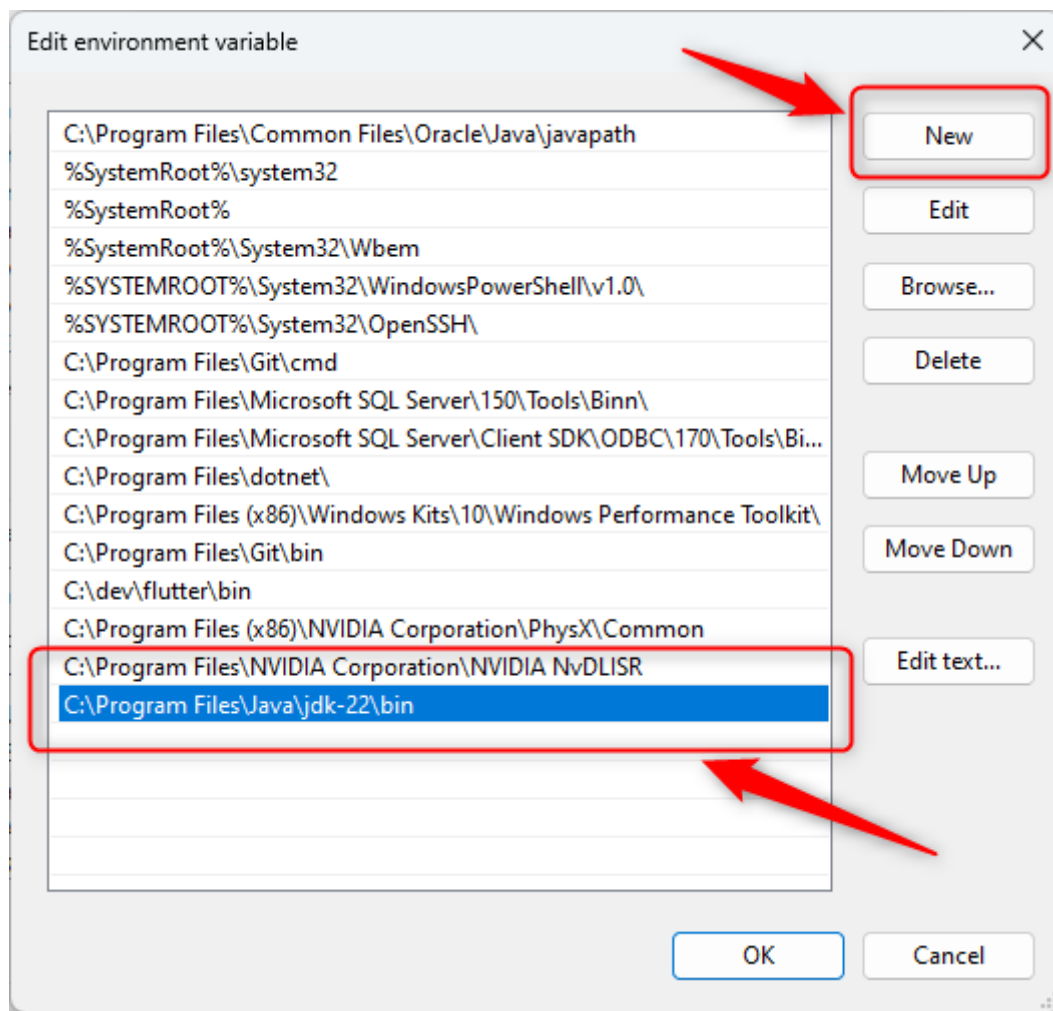 Edit environment variable
C:\Program Files\Common Files\Oracle\Java\javapath
New
%SystemRoot%\system32
%SystemRoot%
Edit
%SystemRoot%\System32\Wbem
%SYSTEMROOT%\System32\WindowsPowerShell\v1.0\
Browse...
%SYSTEMROOT%\System32\OpenSSH\
C:\Program Files\Git\cmd
Delete
C:\Program Files\Microsoft SQL Server\150\Tools\Binn\
C:\Program Files\Microsoft SQL Server\Client SDK\ODBC\170\Tools\Bi...
C:\Program Files\dotnet\
Move Up
C:\Program Files (x86)\Windows Kits\10\Windows Performance Toolkit\
C:\Program Files\Git\bin
Move Down
C:\dev\flutter\bin
C:\Program Files (x86)\NVIDIA Corporation\PhysX\Common
C:\Program Files\NVIDIA Corporation\NVIDIA NvDLISR
Edit text...
C:\Program Files\Java\jdk-22\bin
OK
Cancel